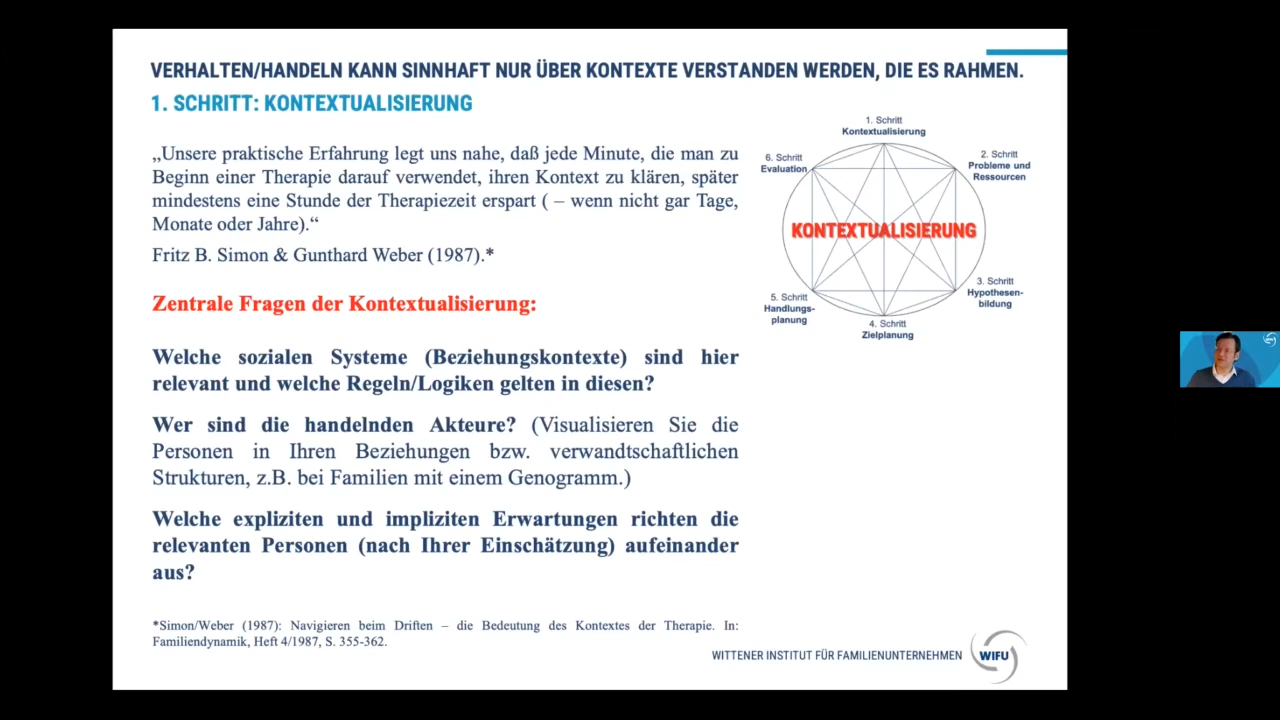 VERHALTEN/HANDELN KANN SINNHAFT NUR ÜBER KONTEXTE VERSTANDEN WERDEN, DIE ES RAHMEN.
1. SCHRITT: KONTEXTUALISIERUNG
„Unsere praktische Erfahrung legt uns nahe, daß jede Minute, die man zu
Beginn einer Therapie darauf verwendet, ihren Kontext zu klären, später
mindestens eine Stunde der Therapiezeit erspart ( – wenn nicht gar Tage,
Monate oder Jahre).“
Fritz B. Simon & Gunthard Weber (1987).*
Zentrale Fragen der Kontextualisierung:
Welche sozialen Systeme (Beziehungskontexte) sind hier
relevant und welche Regeln/Logiken gelten in diesen?
Wer sind die handelnden Akteure? (Visualisieren Sie die
Personen in Ihren Beziehungen bzw. verwandtschaftlichen
Strukturen, z.B. bei Familien mit einem Genogramm.)
Welche expliziten und impliziten Erwartungen richten die
relevanten Personen (nach Ihrer Einschätzung) aufeinander
aus?
*Simon/Weber (1987): Navigieren beim Driften – die Bedeutung des Kontextes der Therapie. In:
Familiendynamik, Heft 4/1987, S. 355-362.
1. Schritt
Kontextualisierung
2. Schritt
Probleme und
Ressourcen
3. Schritt
Hypothesen-
bildung
4. Schritt
Zielplanung
5. Schritt
Handlungs-
planung
6. Schritt
Evaluation
KONTEXTUALISIERUNG
WITTENER INSTITUT FÜR FAMILIENUNTERNEHMEN
WIFU